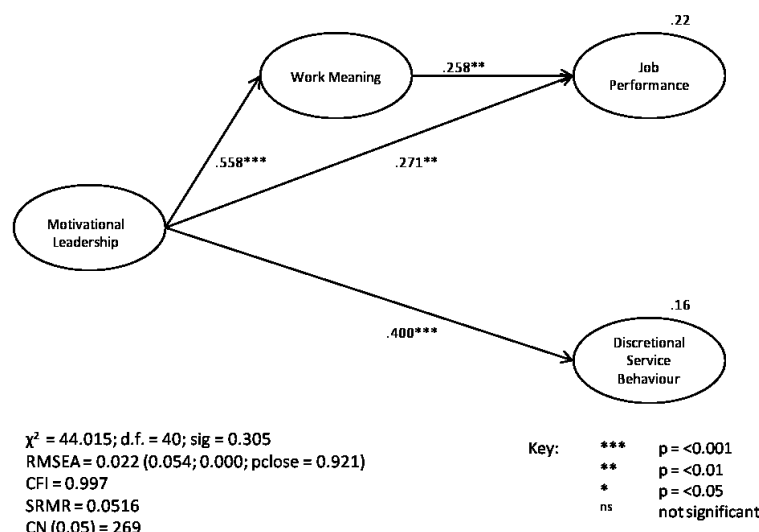 .22
Work Meaning
.258**
Job
Performance
.558***
.271**
Motivational
Leadership
.16
.400***
Discretional
Service
Behaviour
χ² = 44.015; d.f. = 40; sig = 0.305
RMSEA = 0.022 (0.054; 0.000; pclose = 0.921)
CFI = 0.997
SRMR = 0.0516
CN (0.05) = 269
Key: *** p = <0.001
** p = <0.01
* p = <0.05
ns not significant